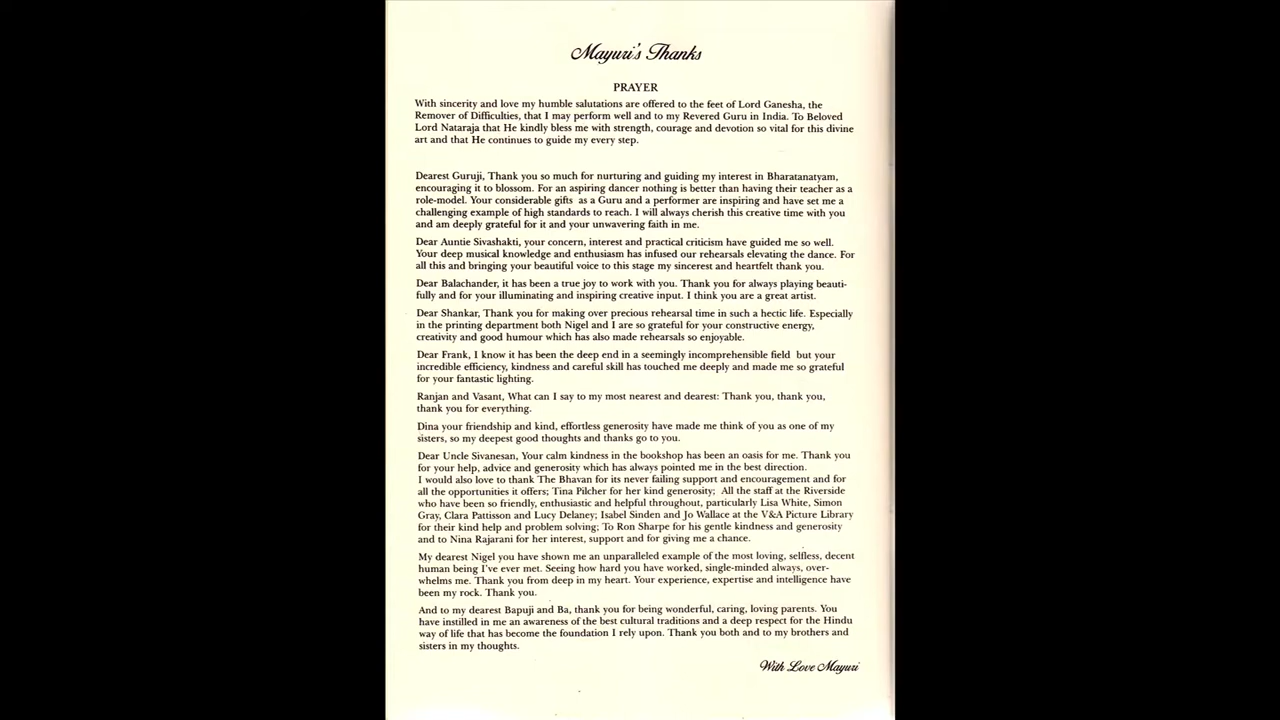 Mayuri's Thanks
PRAYER
With sincerity and love my humble salutations are offered to the feet of Lord Ganesha, the
Remover of Difficulties, that I may perform well and to my Revered Guru in India. To Beloved
Lord Nataraja that He kindly bless me with strength, courage and devotion so vital for this divine
art and that He continues to guide my every step.
Dearest Guruji, Thank you so much for nurturing and guiding my interest in Bharatanatyam,
encouraging it to blossom. For an aspiring dancer nothing is better than having their teacher as a
role-model. Your considerable gifts as a Guru and a performer are inspiring and have set me a
challenging example of high standards to reach. I will always cherish this creative time with you
and am deeply grateful for it and your unwavering faith in me.
Dear Auntie Sivashakti, your concern, interest and practical criticism have guided me so well.
Your deep musical knowledge and enthusiasm has infused our rehearsals elevating the dance. For
all this and bringing your beautiful voice to this stage my sincerest and heartfelt thank you.
Dear Balachander, it has been a true joy to work with you. Thank you for always playing beauti-
fully and for your illuminating and inspiring creative input. I think you are a great artist.
Dear Shankar, Thank you for making over precious rehearsal time in such a hectic life. Especially
in the printing department both Nigel and I are so grateful for your constructive energy,
creativity and good humour which has also made rehearsals so enjoyable.
Dear Frank, I know it has been the deep end in a seemingly incomprehensible field but your
incredible efficiency, kindness and careful skill has touched me deeply and made me so grateful
for your fantastic lighting.
Ranjan and Vasant, What can I say to my most nearest and dearest: Thank you, thank you,
thank you for everything.
Dina your friendship and kind, effortless generosity have made me think of you as one of my
sisters, so my deepest good thoughts and thanks go to you.
Dear Uncle Sivanesan, Your calm kindness in the bookshop has been an oasis for me. Thank you
for your help, advice and generosity which has always pointed me in the best direction.
I would also love to thank The Bhavan for its never failing support and encouragement and for
all the opportunities it offers; Tina Pilcher for her kind generosity; All the staff at the Riverside
who have been so friendly, enthusiastic and helpful throughout, particularly Lisa White, Simon
Gray, Clara Pattisson and Lucy Delaney; Isabel Sinden and Jo Wallace at the V&A Picture Library
for their kind help and problem solving; To Ron Sharpe for his gentle kindness and generosity
and to Nina Rajarani for her interest, support and for giving me a chance.
My dearest Nigel you have shown me an unparalleled example of the most loving, selfless, decent
human being I've ever met. Seeing how hard you have worked, single-minded always, over-
whelms me. Thank you from deep in my heart. Your experience, expertise and intelligence have
been my rock. Thank you.
And to my dearest Bapuji and Ba, thank you for being wonderful, caring, loving parents. You
have instilled in me an awareness of the best cultural traditions and a deep respect for the Hindu
way of life that has become the foundation I rely upon. Thank you both and to my brothers and
sisters in my thoughts.
With Love Mayuri